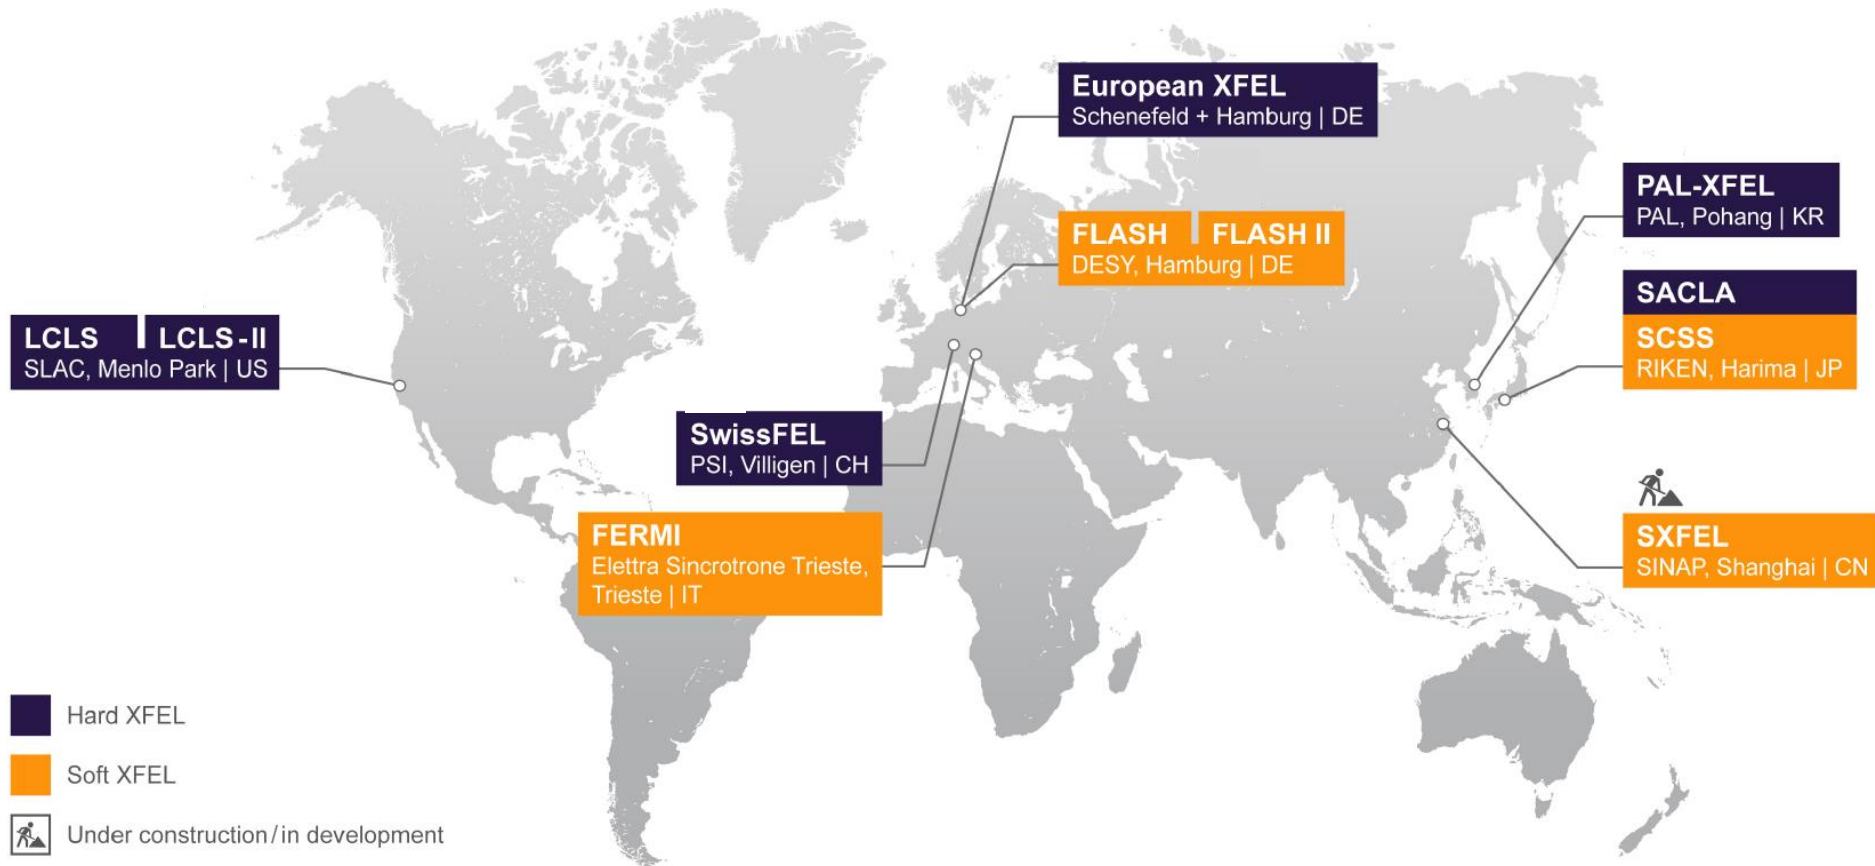 European XFEL
Schenefeld + Hamburg | DE
PAL-XFEL
PAL, Pohang | KR
FLASH FLASH II
DESY, Hamburg | DE
SACLA
SCSS
RIKEN, Harima | JP
LCLS LCLS-II
SLAC, Menlo Park | US
SwissFEL
PSI, Villigen | CH
FERMI
Elettra Sincrotrone Trieste,
Trieste | IT
SXFEL
SINAP, Shanghai | CN
Hard XFEL
Soft XFEL
Under construction/in development